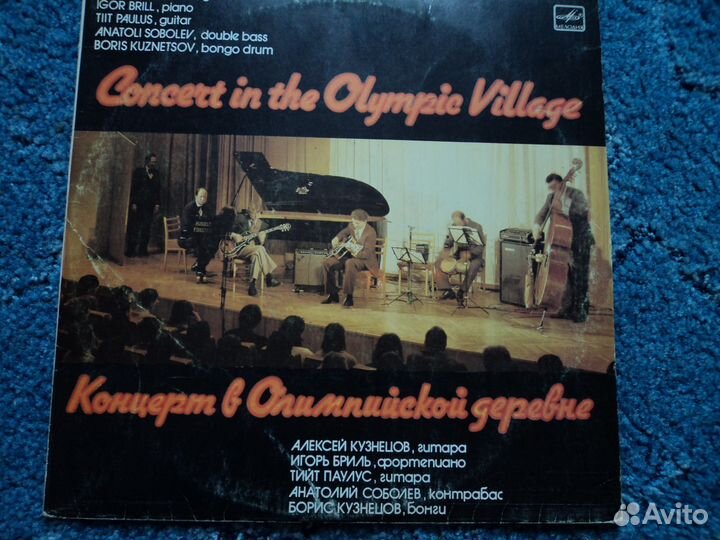 IGOR BRILL, piano
TIIT PAULUS, guitar
ANATOLI SOBOLEV, double bass
BORIS KUZNETSOV, bongo drum
МЕЛОДИЯ
Concert in the Olympic Village
Концерт в Олимпийской деревне
АЛЕКСЕЙ КУЗНЕЦОВ, гитара
ИГОРЬ БРИЛЬ, фортепиано
ТИЙТ ПАУЛУС, гитара
АНАТОЛИЙ СОБОЛЕВ, контрабас
БОРИС КУЗНЕЦОВ, бонги
Avito